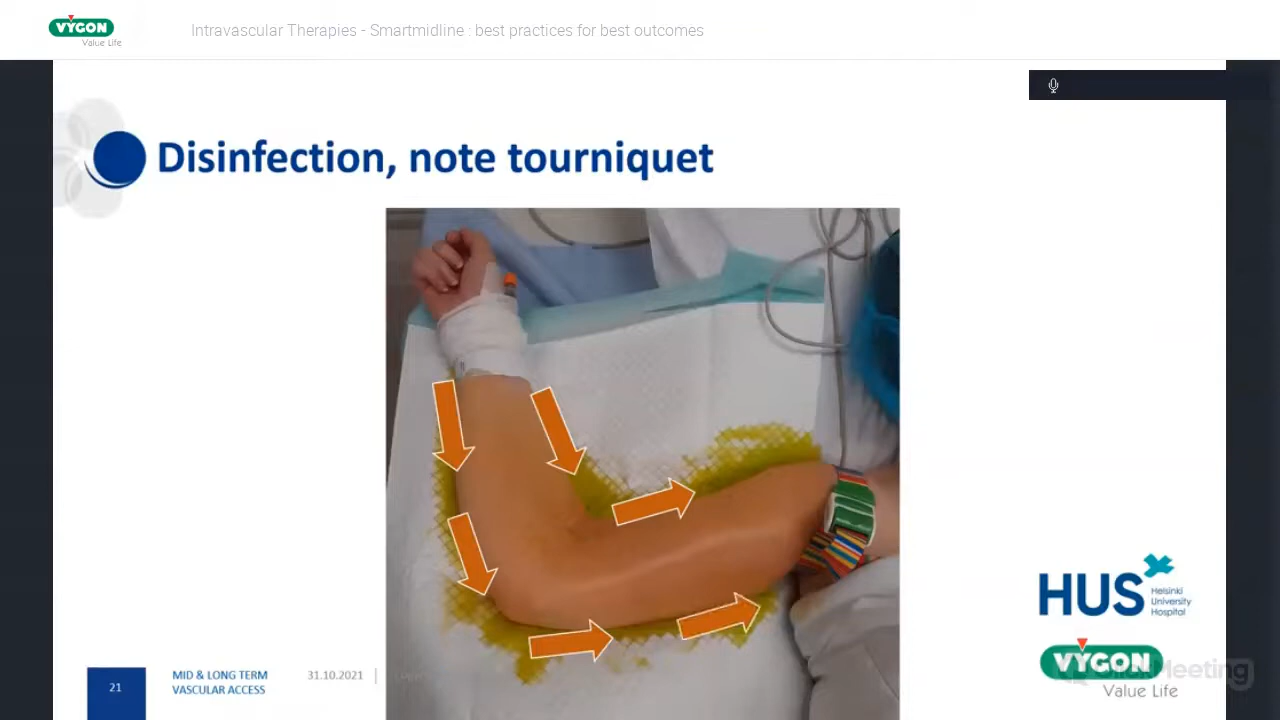 VYGON
Value Life
Intravascular Therapies - Smartmidline : best practices for best outcomes
Disinfection, note tourniquet
HUS
Helsinki
University
Hospital
VYGON
Value Life
ClickMeeting
21
MID & LONG TERM
VASCULAR ACCESS
31.10.2021